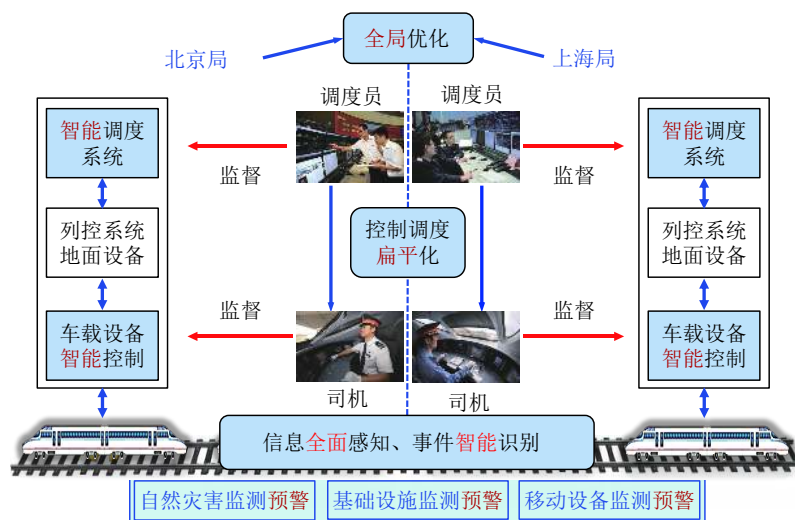 全局优化
北京局
上海局
调度员
调度员
智能调度
系统
监督
监督
智能调度
系统
列控系统
地面设备
控制调度
扁平化
列控系统
地面设备
车载设备
智能控制
监督
监督
车载设备
智能控制
司机
司机
信息全面感知、事件智能识别
自然灾害监测预警
基础设施监测预警
移动设备监测预警